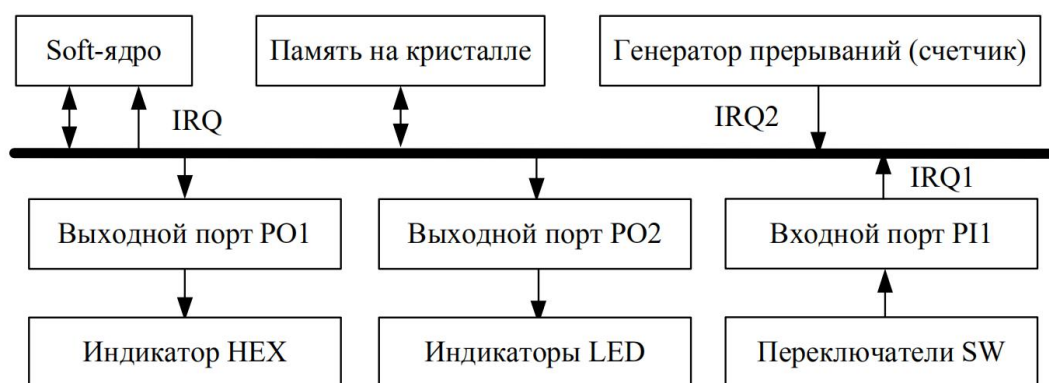 Soft-ядро
Память на кристалле
Генератор прерываний (счетчик)
IRQ
IRQ2
IRQ1
Выходной порт PO1
Выходной порт PO2
Входной порт PI1
Индикатор HEX
Индикаторы LED
Переключатели SW